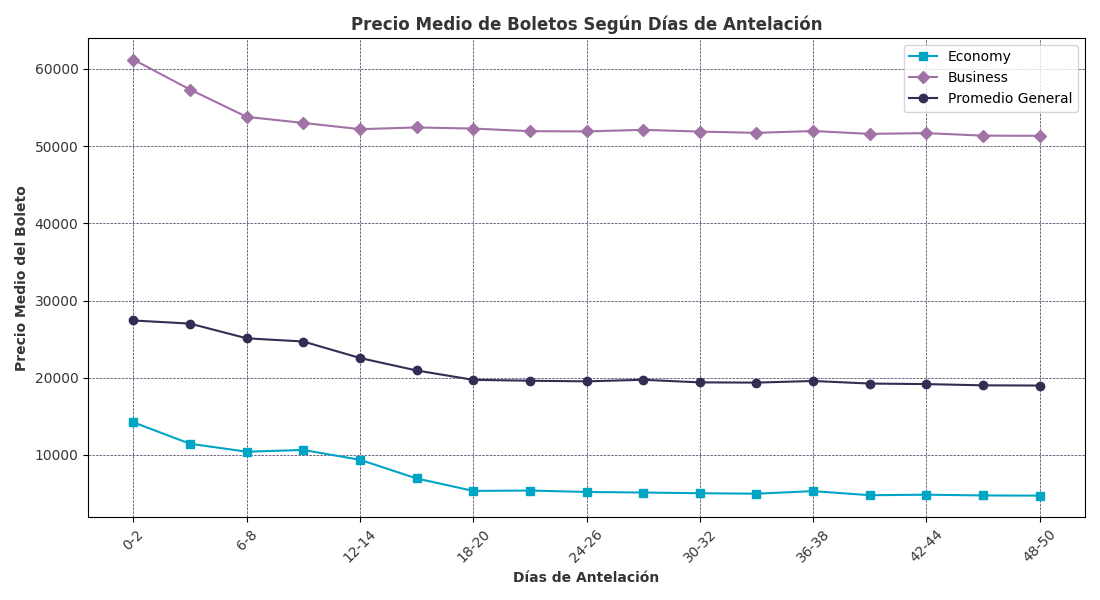 Precio Medio de Boletos Según Días de Antelación
Economy
Business
Promedio General
Precio Medio del Boleto
60000
50000
40000
30000
20000
10000
0-2
6-8
12-14
18-20
24-26
30-32
36-38
42-44
48-50
Días de Antelación